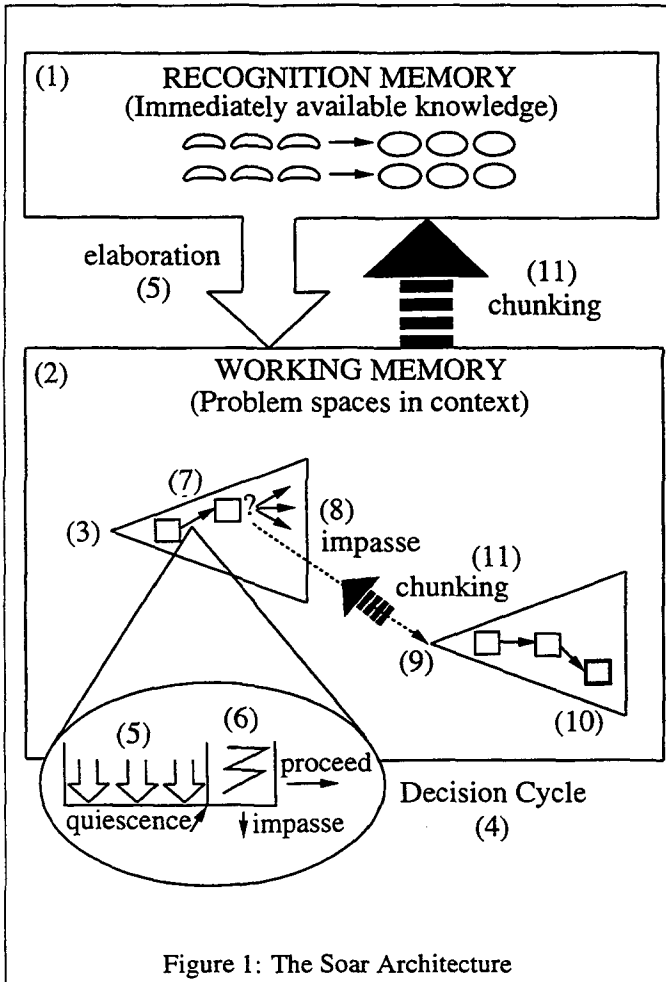 (1) RECOGNITION MEMORY
(Immediately available knowledge)
elaboration
(5)
(11)
chunking
(2) WORKING MEMORY
(Problem spaces in context)
(7)
(3)
?
(8)
impasse
(11)
chunking
(9)
(10)
(5)
(6)
proceed
quiescence
impasse
Decision Cycle
(4)
Figure 1: The Soar Architecture